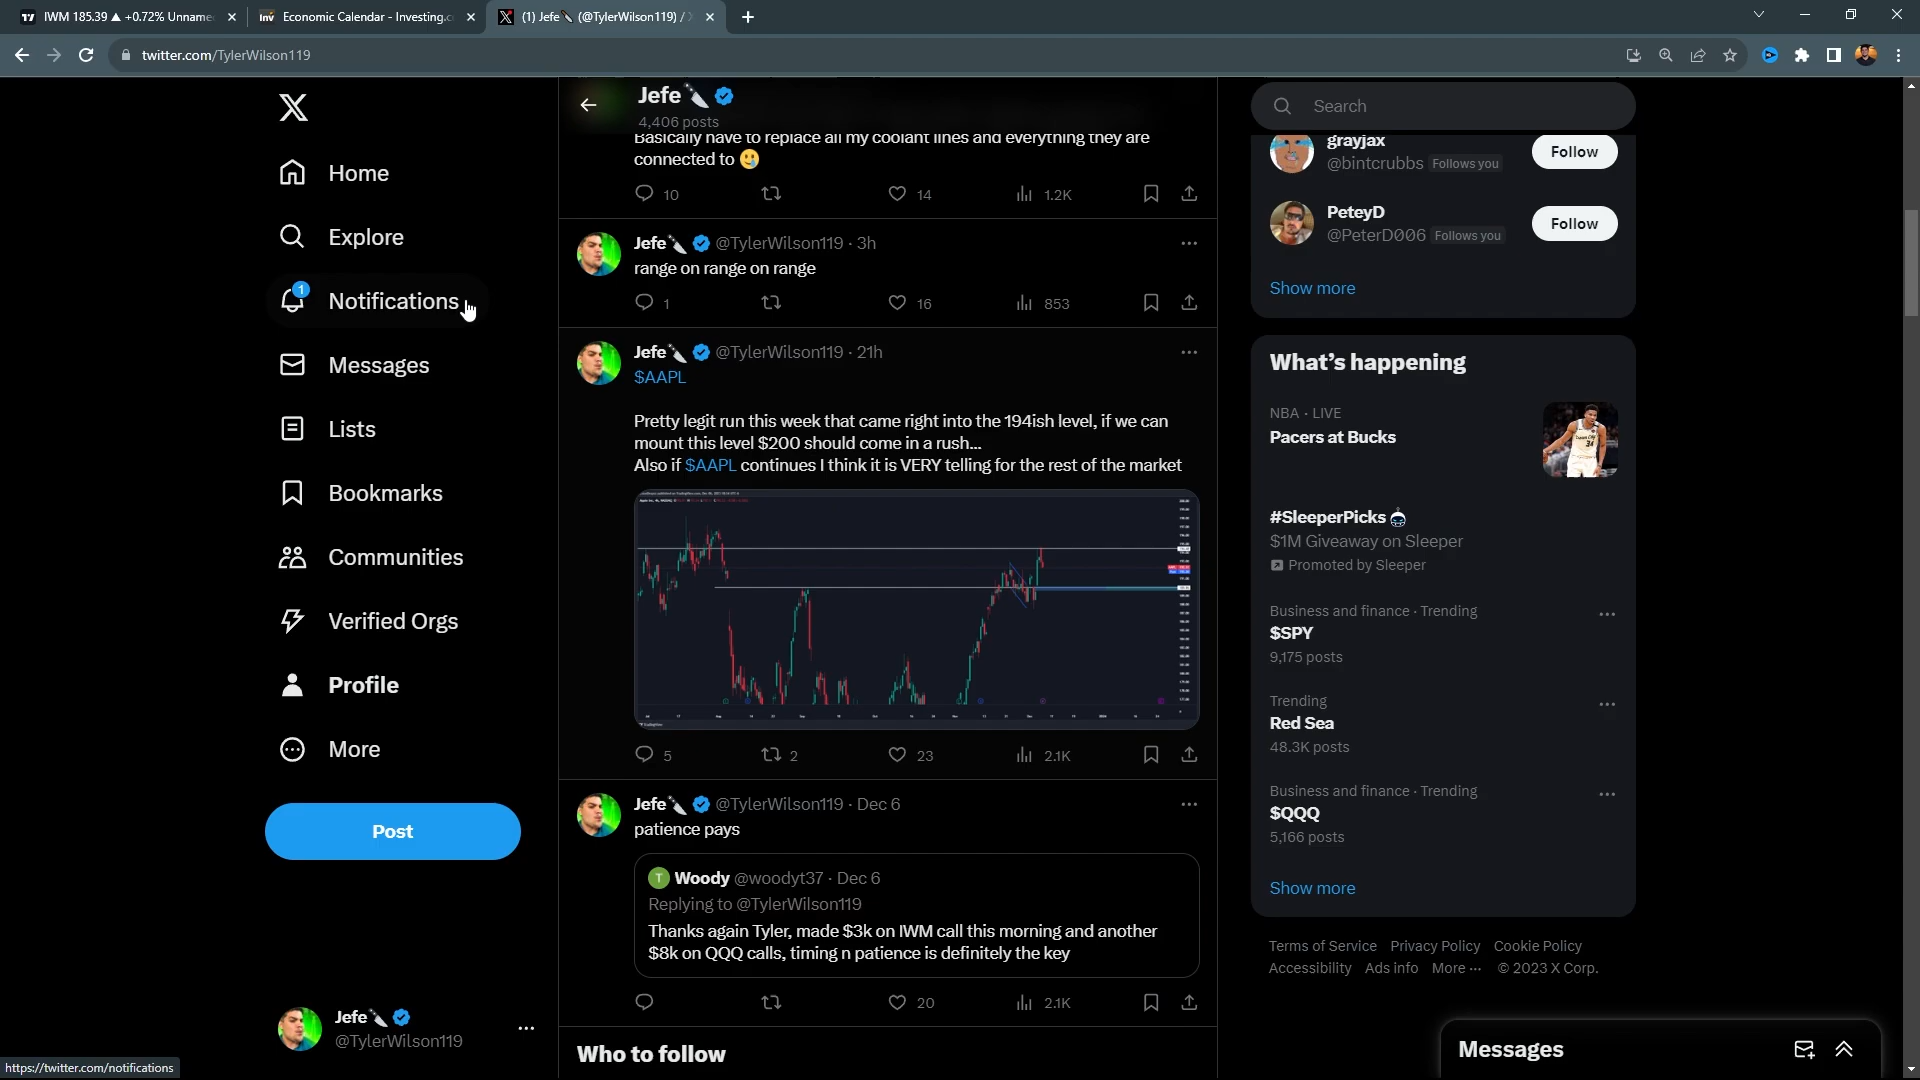 IWM 185.39 ▲ +0.72% Unname
Economic Calendar - Investing.c
(1) Jefe🔪 (@TylerWilson119) / X
twitter.com/TylerWilson119
Home
Explore
1
Notifications
Messages
Lists
Bookmarks
Communities
Verified Orgs
Profile
More
Post
Jefe🔪
@TylerWilson119
https://twitter.com/notifications
Jefe🔪
4,406 posts
Basically have to replace all my coolant lines and everything they are
connected to 🥲
10 14 1.2K
Jefe🔪 @TylerWilson119 · 3h
range on range on range
1 16 853
Jefe🔪 @TylerWilson119 · 21h
$AAPL
Pretty legit run this week that came right into the 194ish level, if we can
mount this level $200 should come in a rush...
Also if $AAPL continues I think it is VERY telling for the rest of the market
5 2 23 2.1K
Jefe🔪 @TylerWilson119 · Dec 6
patience pays
T Woody @woodyt37 · Dec 6
Replying to @TylerWilson119
Thanks again Tyler, made $3k on IWM call this morning and another
$8k on QQQ calls, timing n patience is definitely the key
20 2.1K
Who to follow
Search
grayjax
@bintcrubbs Follows you
Follow
PeteyD
@PeterD006 Follows you
Follow
Show more
What's happening
NBA · LIVE
Pacers at Bucks
#SleeperPicks
$1M Giveaway on Sleeper
Promoted by Sleeper
Business and finance · Trending
$SPY
9,175 posts
Trending
Red Sea
48.3K posts
Business and finance · Trending
$QQQ
5,166 posts
Show more
Terms of Service Privacy Policy Cookie Policy
Accessibility Ads info More ··· © 2023 X Corp.
Messages